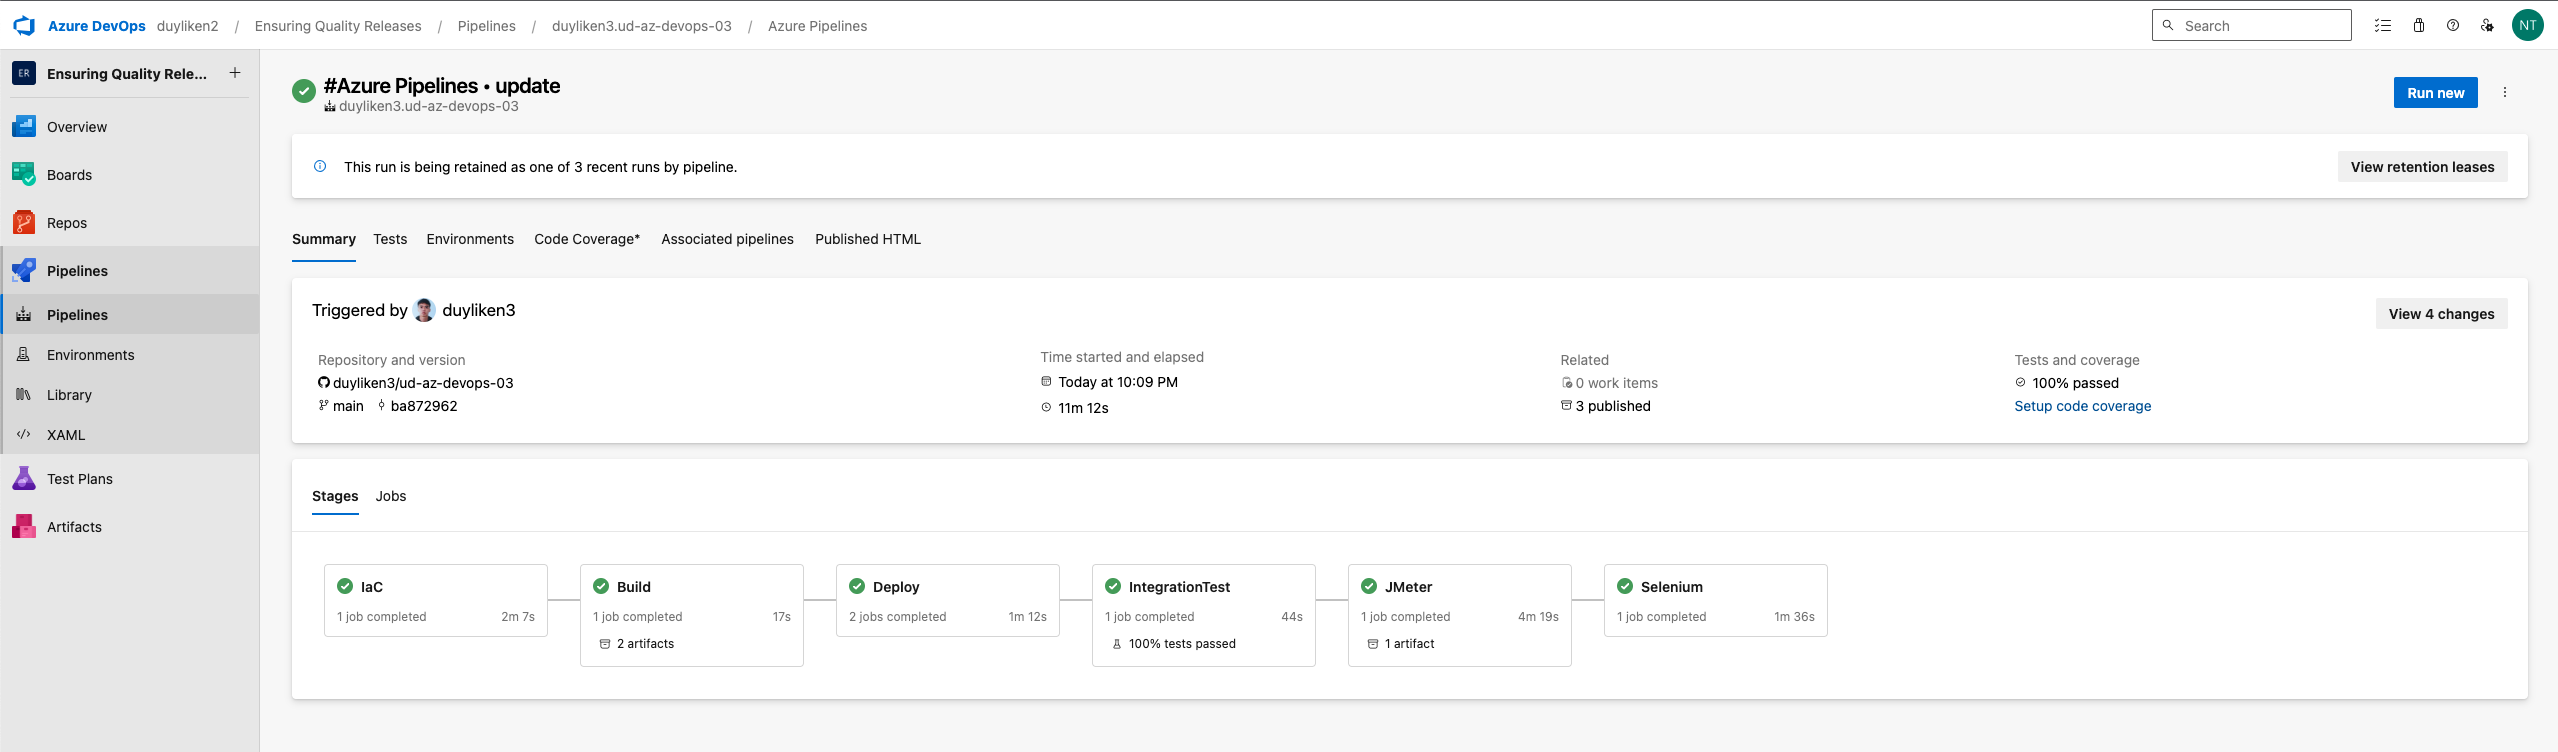 Azure DevOps duyliken2 / Ensuring Quality Releases / Pipelines / duyliken3.ud-az-devops-03 / Azure Pipelines
Search
NT
ER Ensuring Quality Rele... +
Overview
Boards
Repos
Pipelines
Pipelines
Environments
Library
XAML
Test Plans
Artifacts
#Azure Pipelines • update
duyliken3.ud-az-devops-03
Run new
This run is being retained as one of 3 recent runs by pipeline.
View retention leases
Summary Tests Environments Code Coverage* Associated pipelines Published HTML
Triggered by duyliken3
View 4 changes
Repository and version
duyliken3/ud-az-devops-03
main ba872962
Time started and elapsed
Today at 10:09 PM
11m 12s
Related
0 work items
3 published
Tests and coverage
100% passed
Setup code coverage
Stages Jobs
IaC
1 job completed 2m 7s
Build
1 job completed 17s
2 artifacts
Deploy
2 jobs completed 1m 12s
IntegrationTest
1 job completed 44s
100% tests passed
JMeter
1 job completed 4m 19s
1 artifact
Selenium
1 job completed 1m 36s